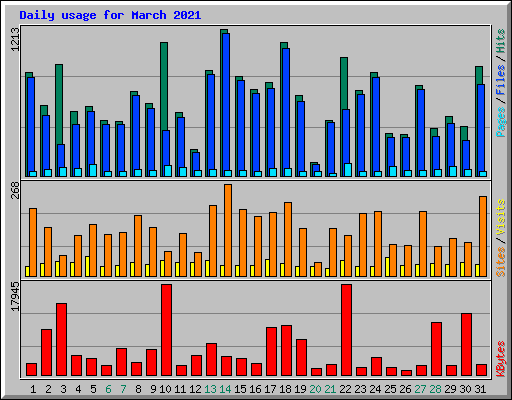 Daily usage for March 2021
1213
Pages / Files / Hits
268
Sites / Visits
17945
KBytes
1 2 3 4 5 6 7 8 9 10 11 12 13 14 15 16 17 18 19 20 21 22 23 24 25 26 27 28 29 30 31